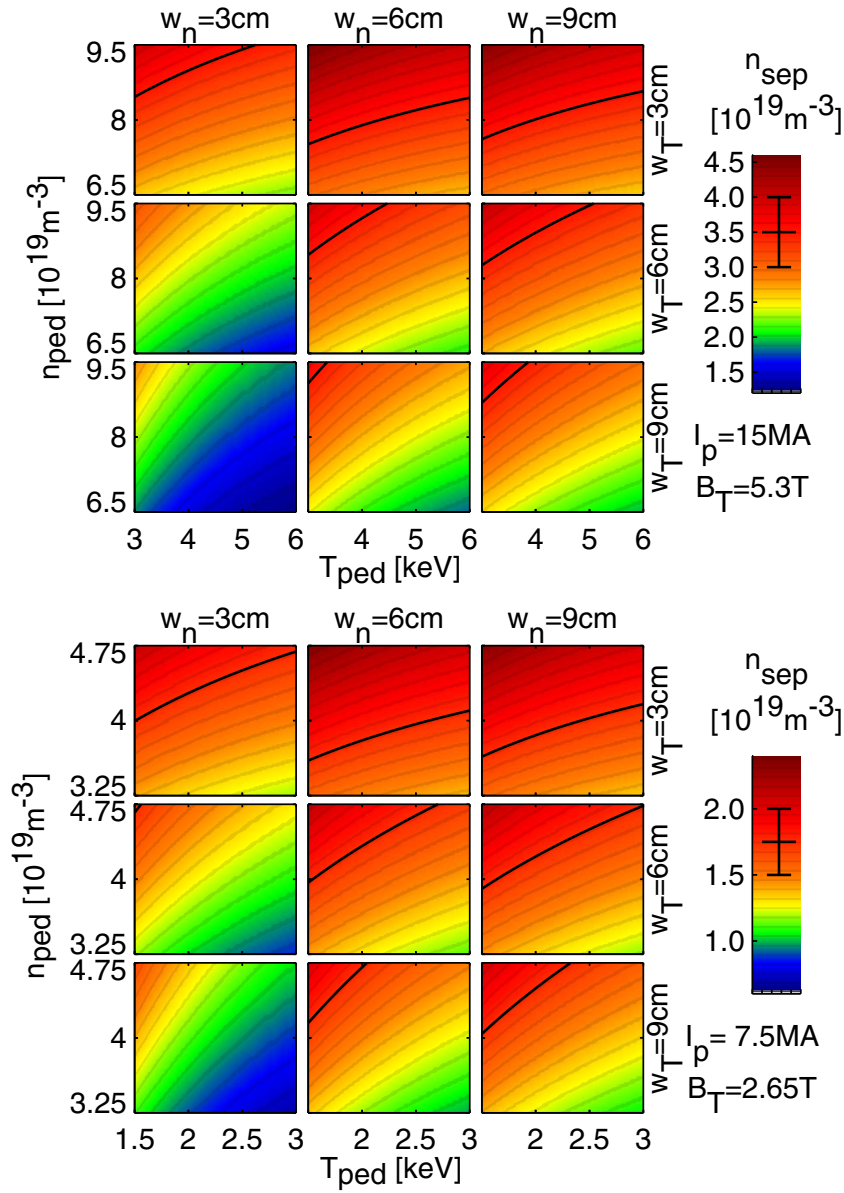 w_n=3cm w_n=6cm w_n=9cm
n_sep
[10^19m^-3]
9.5
8
6.5
w_T=3cm
9.5
8
6.5
w_T=6cm
9.5
8
6.5
w_T=9cm
n_ped [10^19m^-3]
4.5
4.0
3.5
3.0
2.5
2.0
1.5
I_p=15MA
B_T=5.3T
3 4 5 6 4 5 6 4 5 6
T_ped [keV]
w_n=3cm w_n=6cm w_n=9cm
n_sep
[10^19m^-3]
4.75
4
3.25
w_T=3cm
4.75
4
3.25
w_T=6cm
4.75
4
3.25
w_T=9cm
n_ped [10^19m^-3]
2.0
1.5
1.0
I_p= 7.5MA
B_T=2.65T
1.5 2 2.5 3 2 2.5 3 2 2.5 3
T_ped [keV]